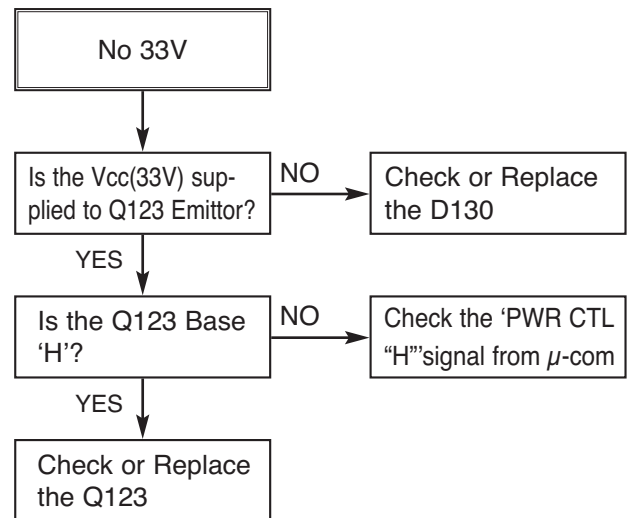 No 33V
Is the Vcc(33V) sup-
plied to Q123 Emittor?
NO
Check or Replace
the D130
YES
Is the Q123 Base
‘H’?
NO
Check the ‘PWR CTL
“H”’signal from µ-com
YES
Check or Replace
the Q123